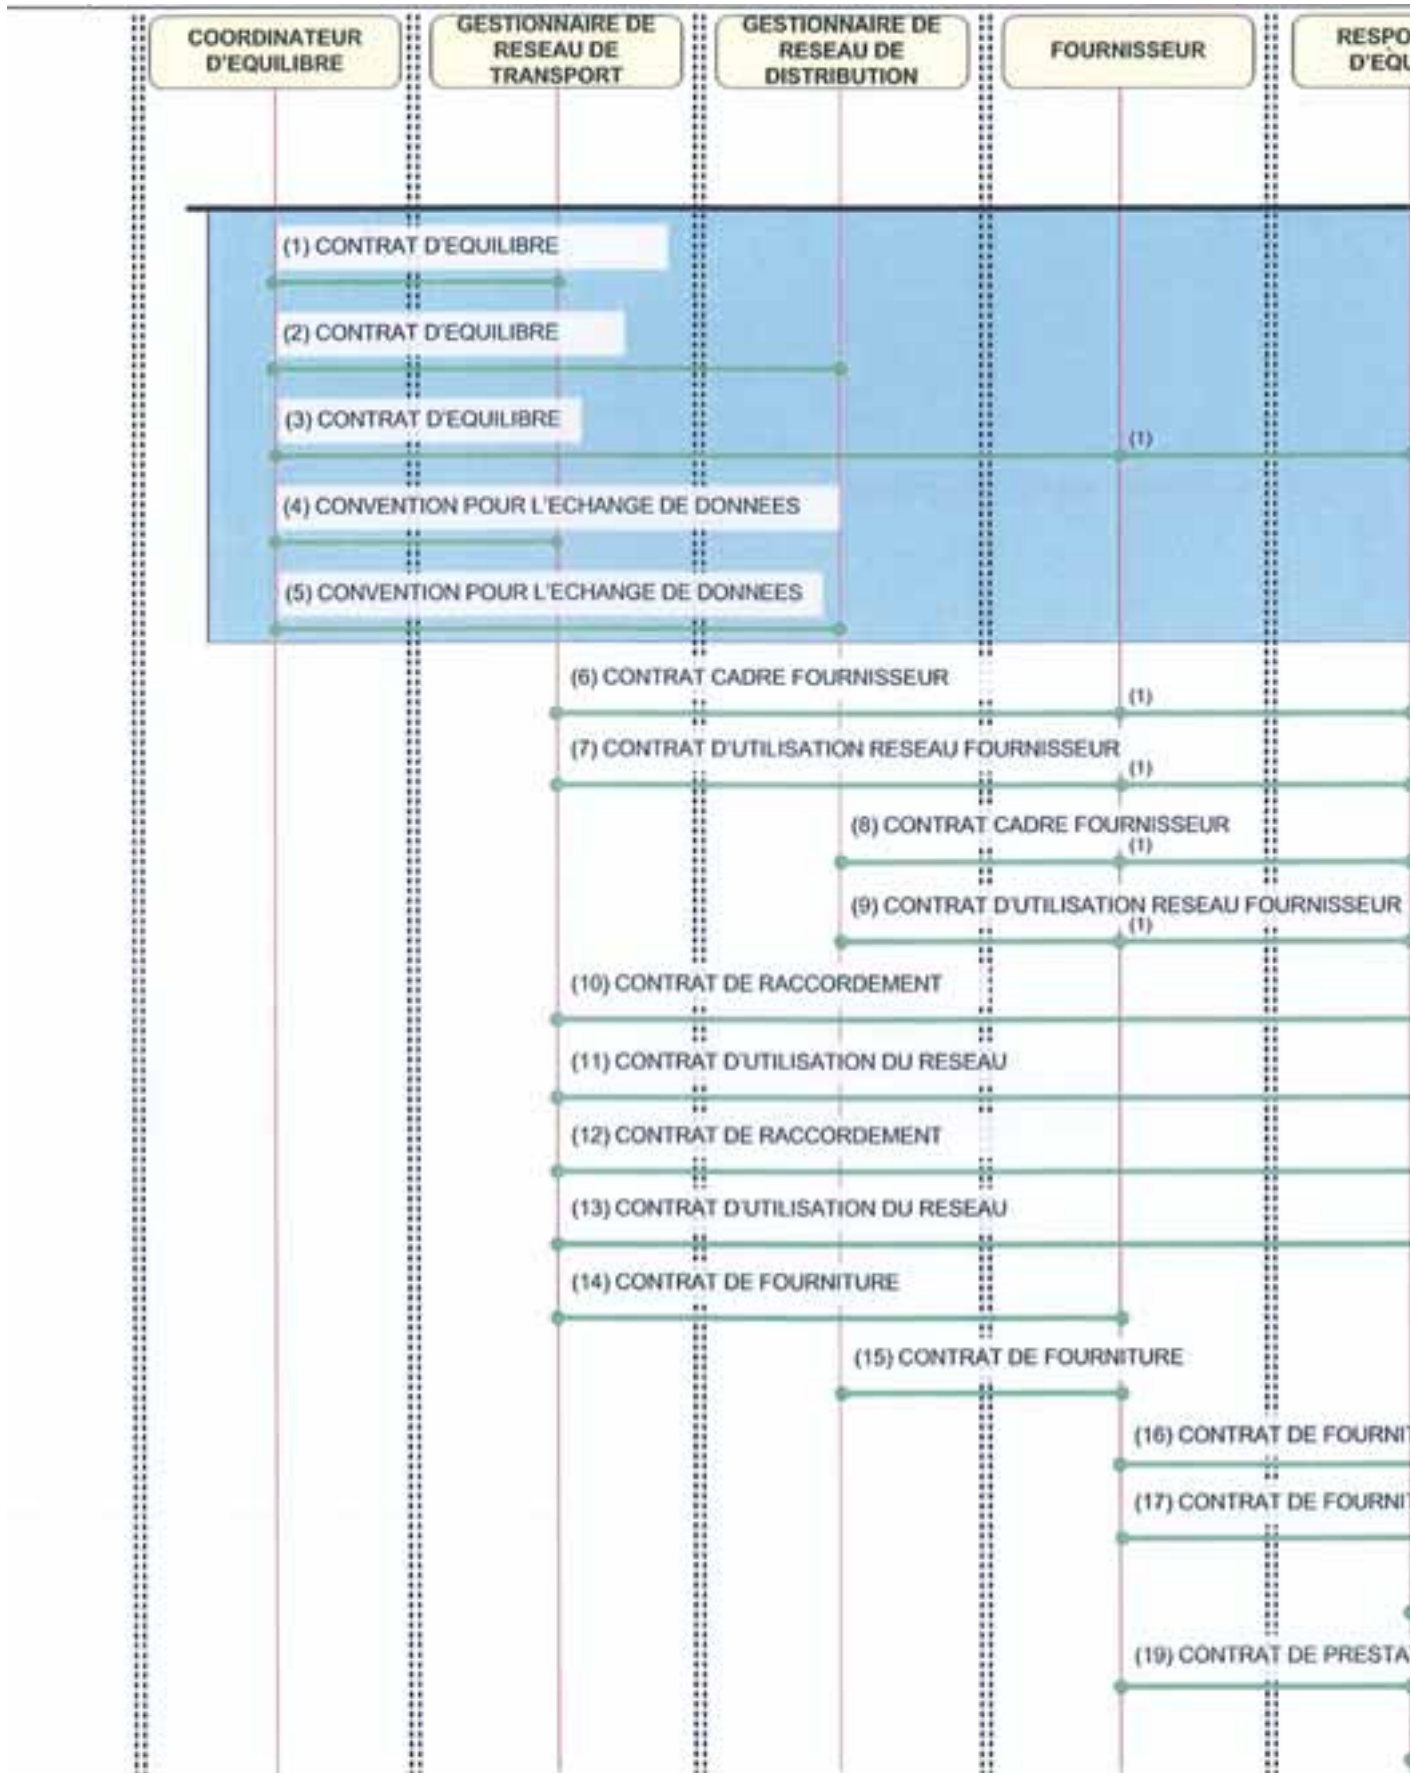 COORDINATEUR
D'EQUILIBRE
GESTIONNAIRE DE
RESEAU DE
TRANSPORT
GESTIONNAIRE DE
RESEAU DE
DISTRIBUTION
FOURNISSEUR
RESPO
D'EQU
(1) CONTRAT D'EQUILIBRE
(2) CONTRAT D'EQUILIBRE
(3) CONTRAT D'EQUILIBRE
(1)
(4) CONVENTION POUR L'ECHANGE DE DONNEES
(5) CONVENTION POUR L'ECHANGE DE DONNEES
(6) CONTRAT CADRE FOURNISSEUR
(1)
(7) CONTRAT D'UTILISATION RESEAU FOURNISSEUR
(1)
(8) CONTRAT CADRE FOURNISSEUR
(1)
(9) CONTRAT D'UTILISATION RESEAU FOURNISSEUR
(1)
(10) CONTRAT DE RACCORDEMENT
(11) CONTRAT D'UTILISATION DU RESEAU
(12) CONTRAT DE RACCORDEMENT
(13) CONTRAT D'UTILISATION DU RESEAU
(14) CONTRAT DE FOURNITURE
(15) CONTRAT DE FOURNITURE
(16) CONTRAT DE FOURNIT
(17) CONTRAT DE FOURNIT
(19) CONTRAT DE PRESTA